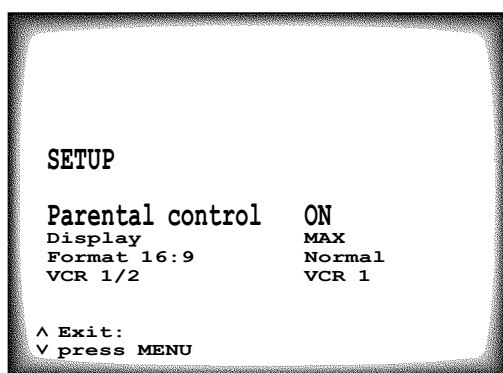 SETUP
Parental control ON
Display MAX
Format 16:9 Normal
VCR 1/2 VCR 1
∧ Exit:
∨ press MENU